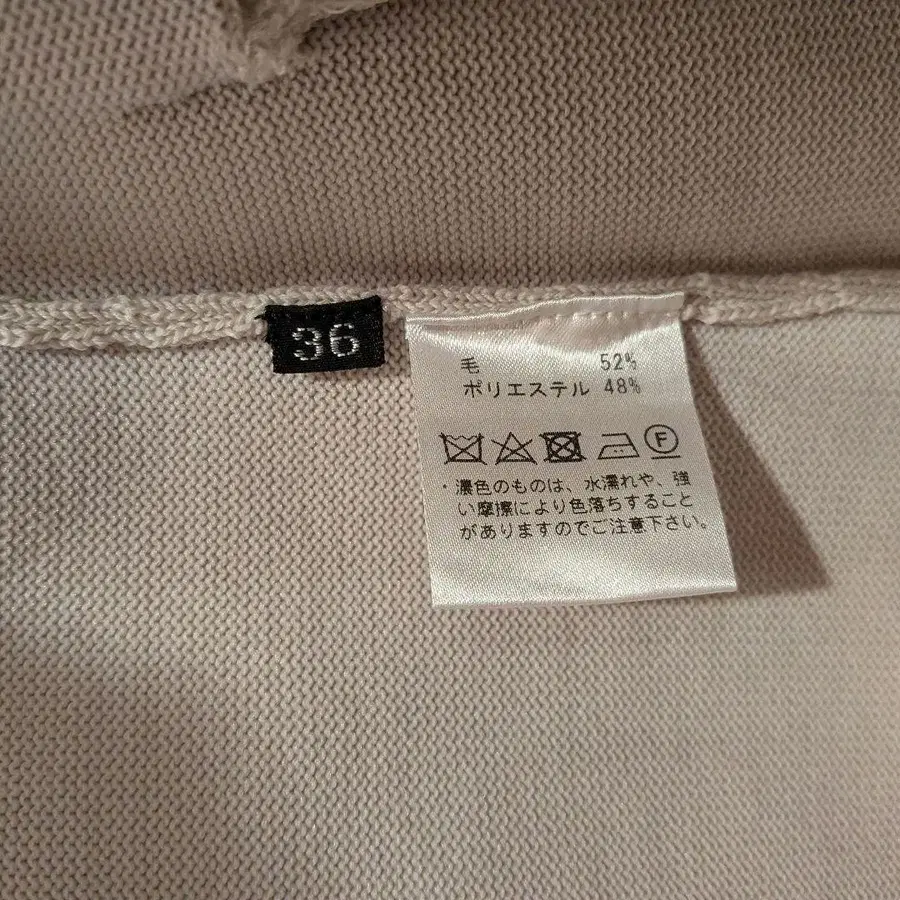 36
毛 52%
ポリエステル 48%
F
・濃色のものは、水濡れや、強
い摩擦により色落ちすること
がありますのでご注意下さい。